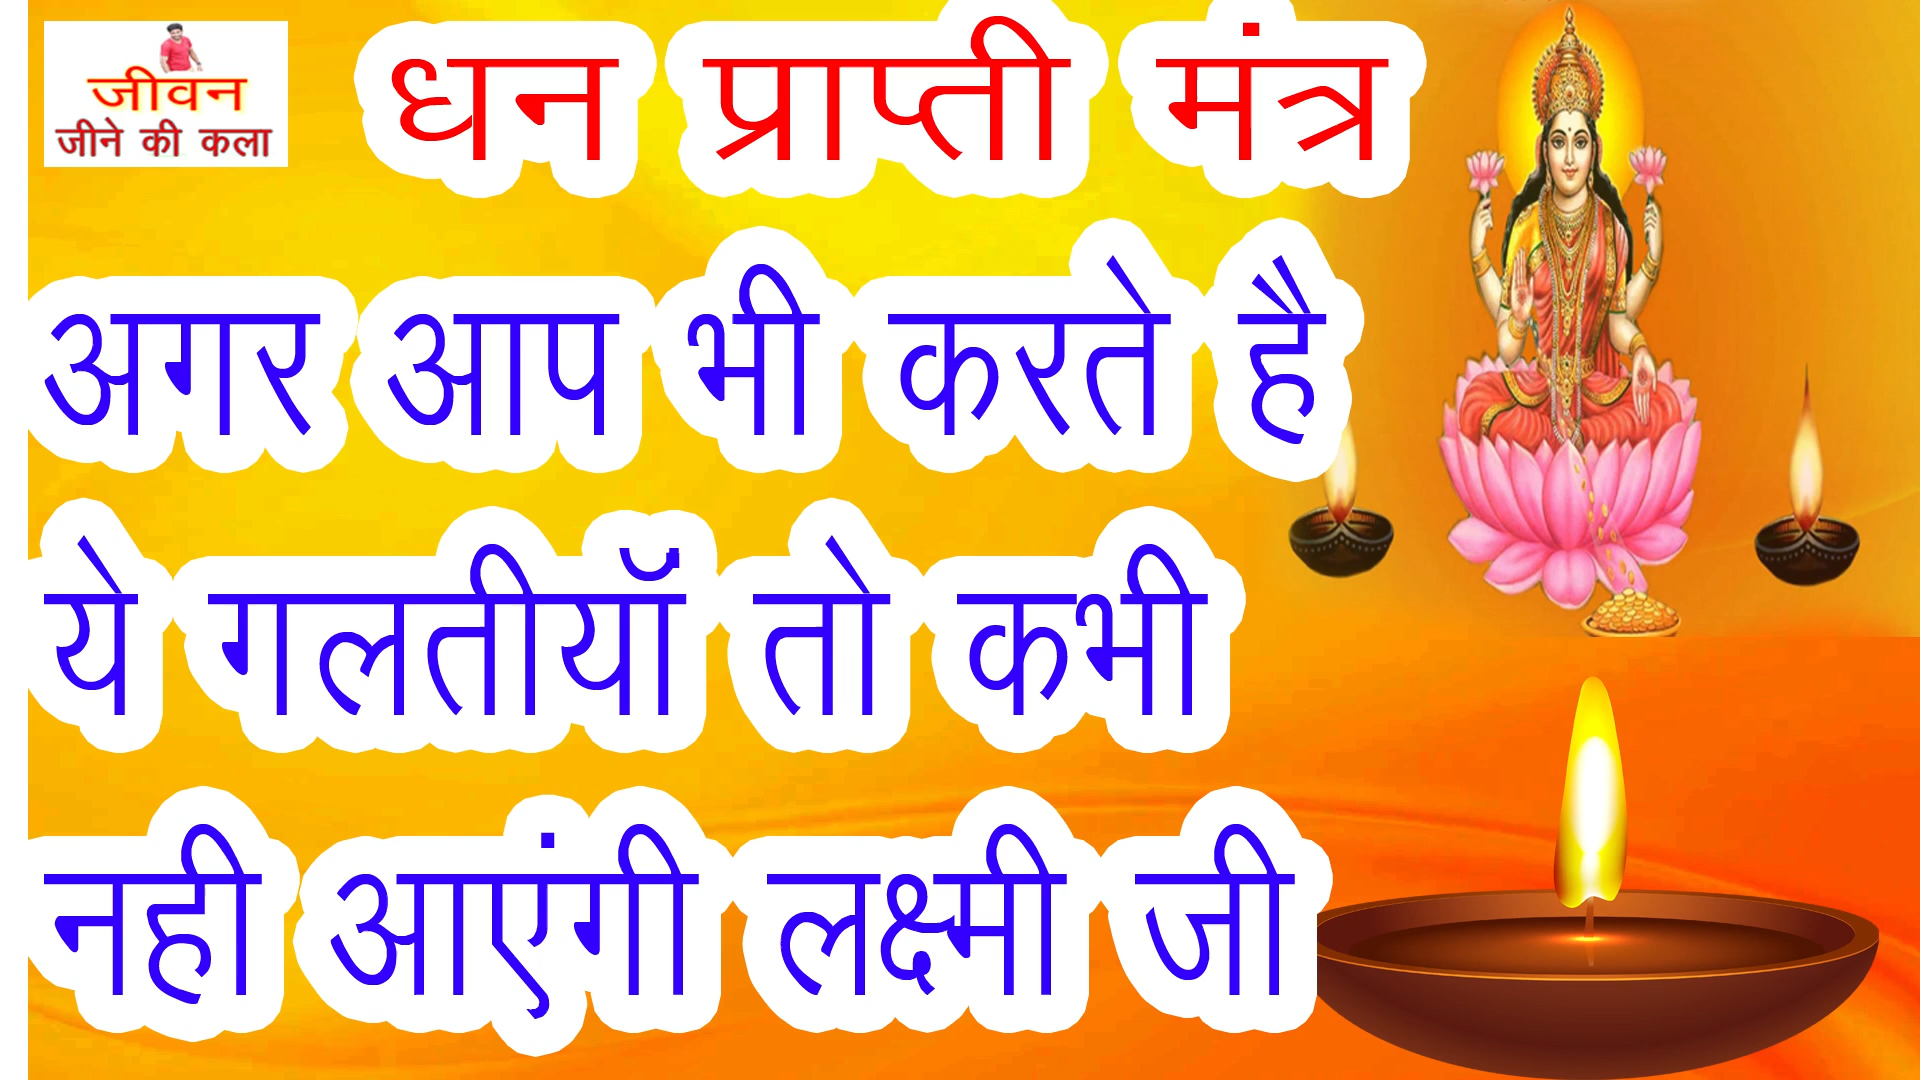 जीवन
जीने की कला
धन प्राप्ती मंत्र
अगर आप भी करते है
ये गलतीयॉ तो कभी
नही आएंगी लक्ष्मी जी